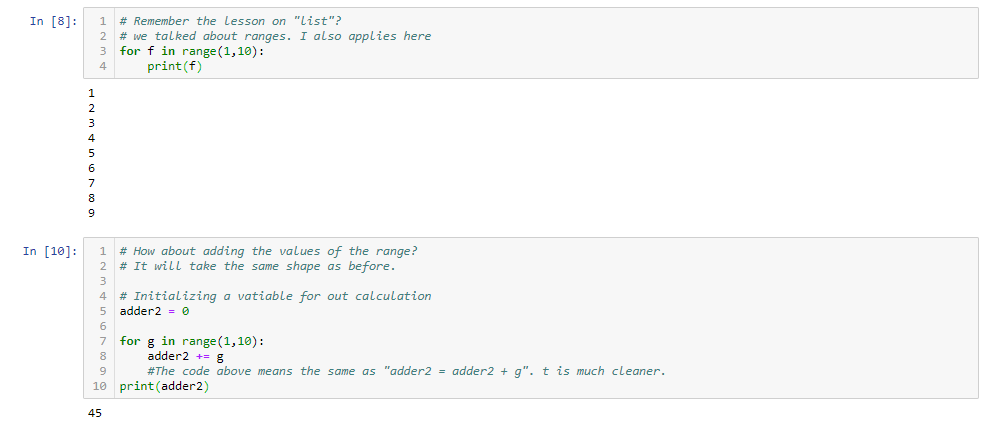 In [8]:
1 # Remember the lesson on "list"?
2 # we talked about ranges. I also applies here
3 for f in range(1,10):
4     print(f)
1
2
3
4
5
6
7
8
9
In [10]:
1 # How about adding the values of the range?
2 # It will take the same shape as before.
3
4 # Initializing a vatiable for out calculation
5 adder2 = 0
6
7 for g in range(1,10):
8     adder2 += g
9     #The code above means the same as "adder2 = adder2 + g". t is much cleaner.
10 print(adder2)
45